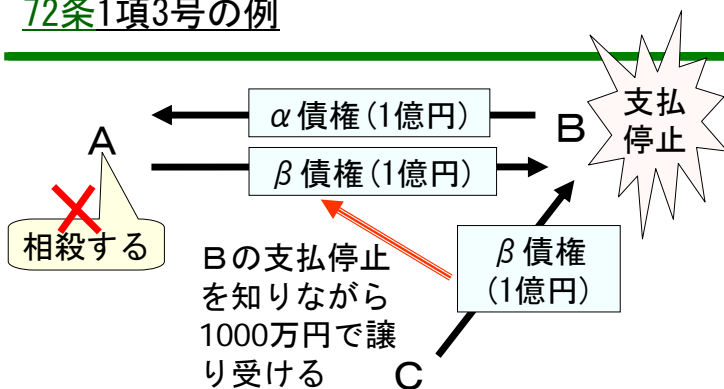 72条1項3号の例
α債権(1億円)
B
支払
停止
A
β債権(1億円)
相殺する
Bの支払停止
を知りながら
1000万円で譲
り受ける
β債権
(1億円)
C